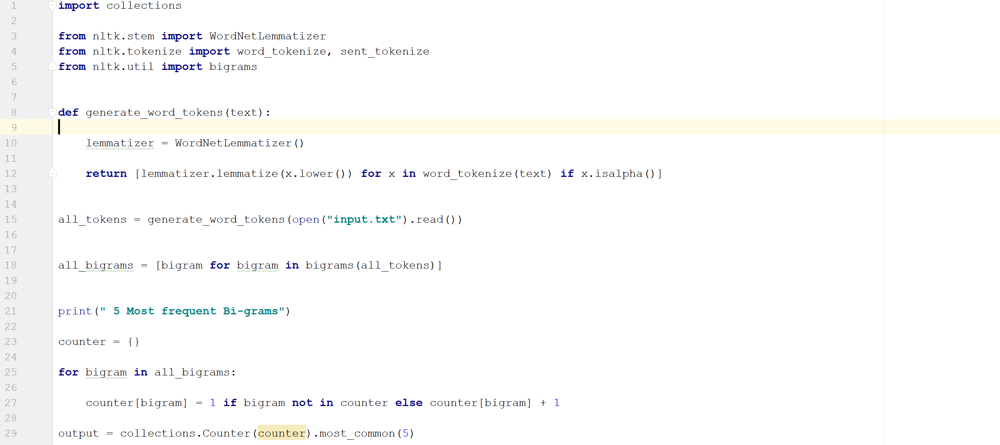 1 import collections
2
3 from nltk.stem import WordNetLemmatizer
4 from nltk.tokenize import word_tokenize, sent_tokenize
5 from nltk.util import bigrams
6
7
8 def generate_word_tokens(text):
9
10     lemmatizer = WordNetLemmatizer()
11
12     return [lemmatizer.lemmatize(x.lower()) for x in word_tokenize(text) if x.isalpha()]
13
14
15 all_tokens = generate_word_tokens(open("input.txt").read())
16
17
18 all_bigrams = [bigram for bigram in bigrams(all_tokens)]
19
20
21 print(" 5 Most frequent Bi-grams")
22
23 counter = {}
24
25 for bigram in all_bigrams:
26
27     counter[bigram] = 1 if bigram not in counter else counter[bigram] + 1
28
29 output = collections.Counter(counter).most_common(5)